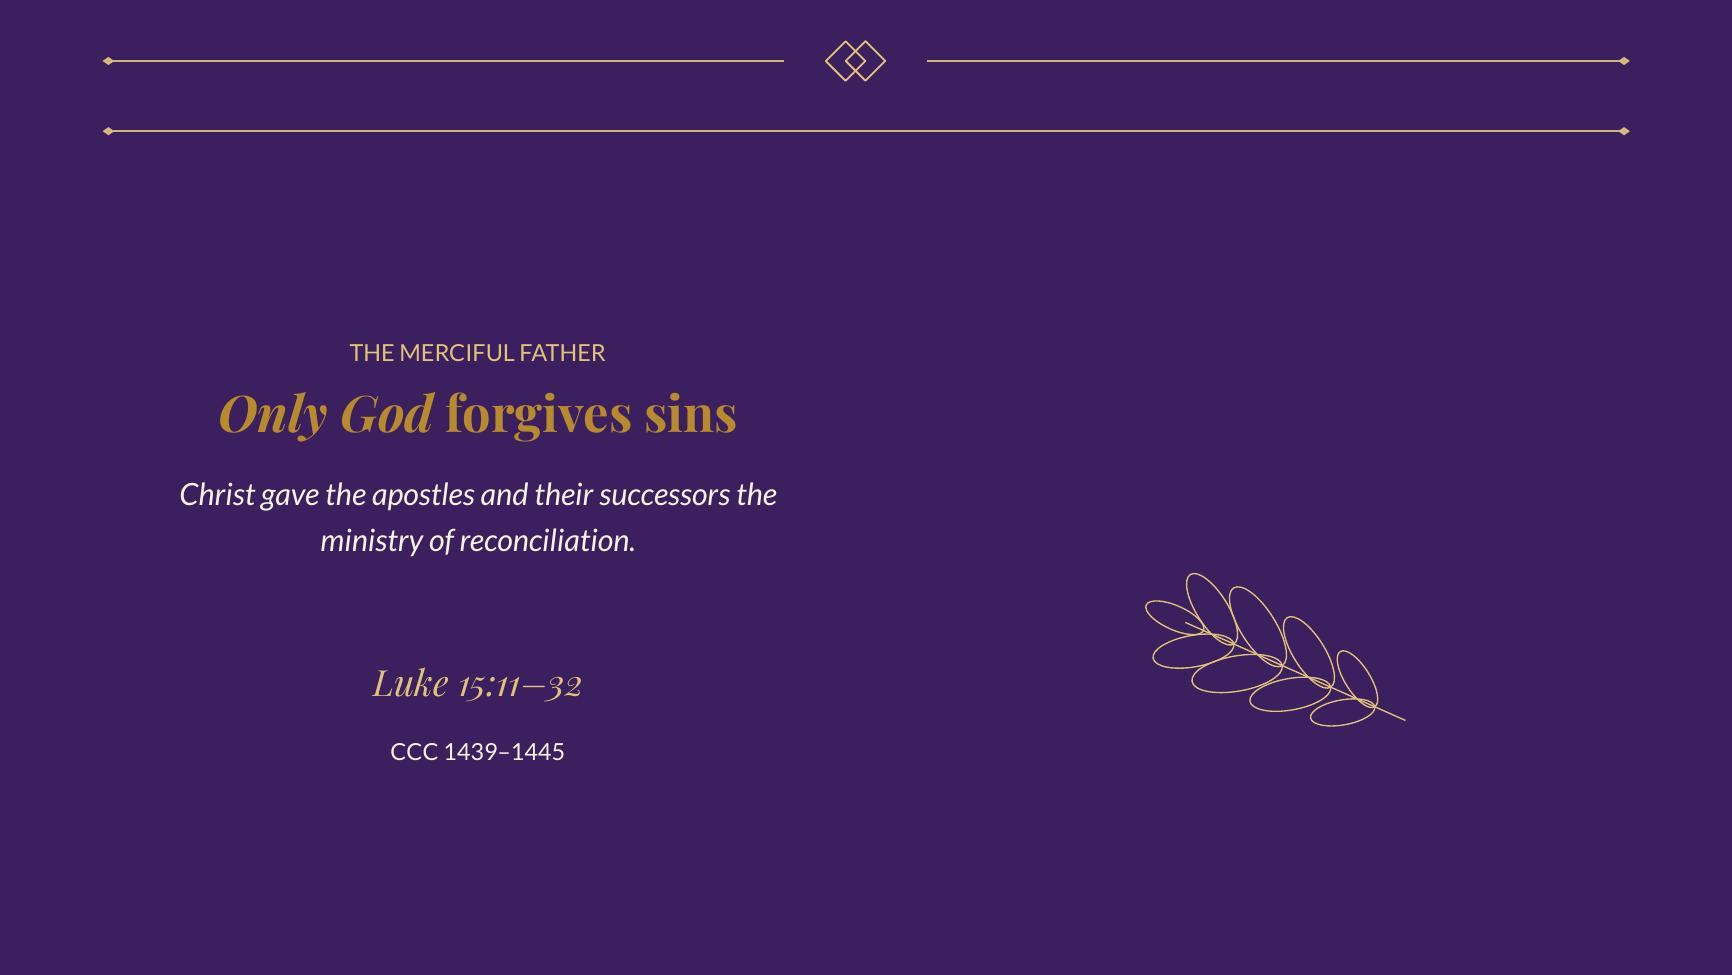 THE MERCIFUL FATHER
Only God forgives sins
Christ gave the apostles and their successors the
ministry of reconciliation.
Luke 15:11—32
CCC 1439–1445